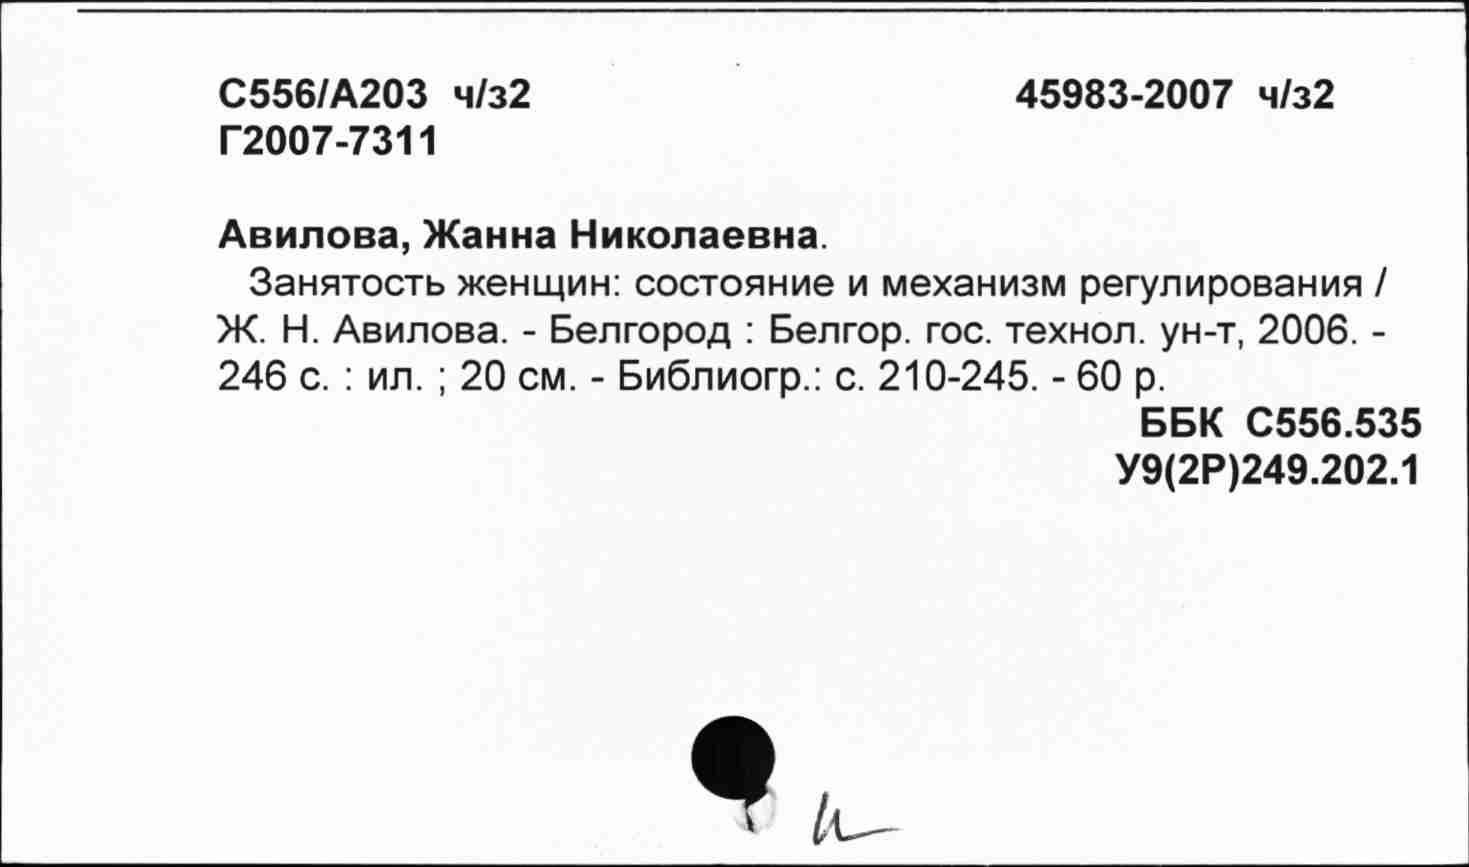 С556/А203 ч/з2 45983-2007 ч/з2
Г2007-7311
Авилова, Жанна Николаевна.
Занятость женщин: состояние и механизм регулирования /
Ж. Н. Авилова. - Белгород : Белгор. гос. технол. ун-т, 2006. -
246 с. : ил. ; 20 см. - Библиогр.: с. 210-245. - 60 р.
ББК С556.535
У9(2Р)249.202.1